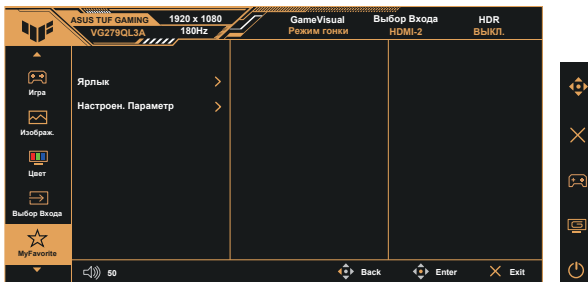 ASUS TUF GAMING 1920 x 1080
VG279QL3A 180Hz
GameVisual
Режим гонки
Выбор Входа
HDMI-2
HDR
ВЫКЛ.
Игра
Изображ.
Цвет
Выбор Входа
MyFavorite
Ярлык
Настроен. Параметр
50
Back
Enter
Exit